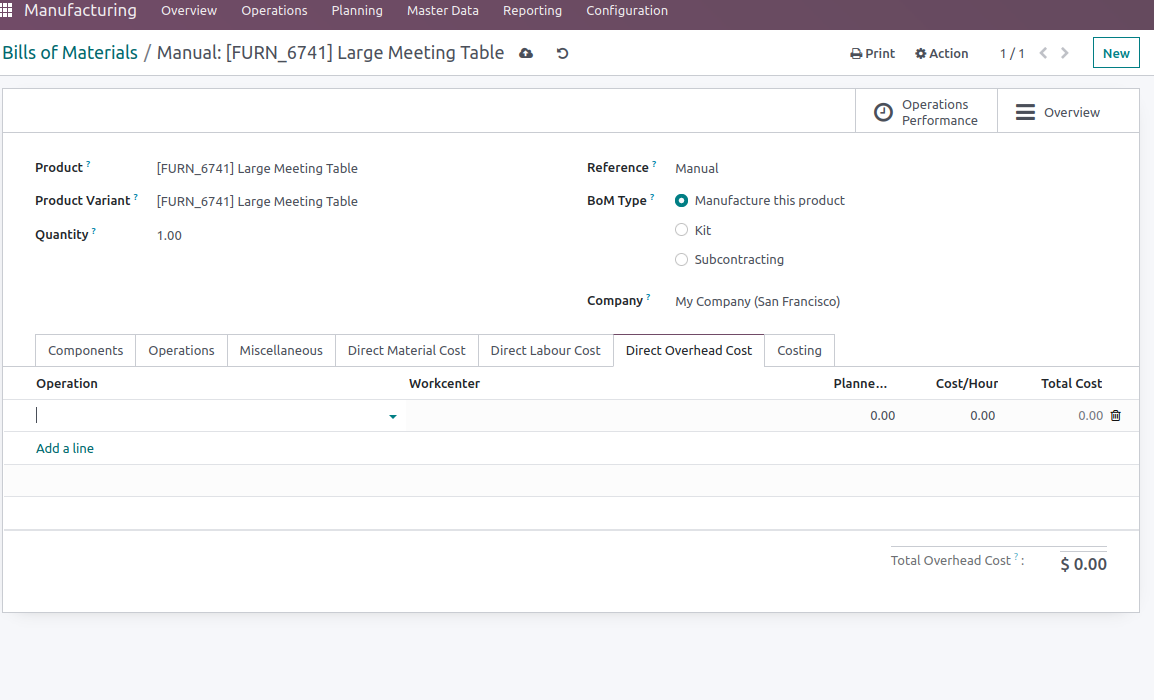 Manufacturing Overview Operations Planning Master Data Reporting Configuration
Bills of Materials / Manual: [FURN_6741] Large Meeting Table Print Action 1 / 1 New
Operations Performance
Overview
Product ? [FURN_6741] Large Meeting Table
Reference ? Manual
Product Variant ? [FURN_6741] Large Meeting Table
BoM Type ? Manufacture this product
Quantity ? 1.00
Kit
Subcontracting
Company ? My Company (San Francisco)
Components Operations Miscellaneous Direct Material Cost Direct Labour Cost Direct Overhead Cost Costing
Operation Workcenter Planne... Cost/Hour Total Cost
0.00 0.00 0.00
Add a line
Total Overhead Cost ? : $ 0.00